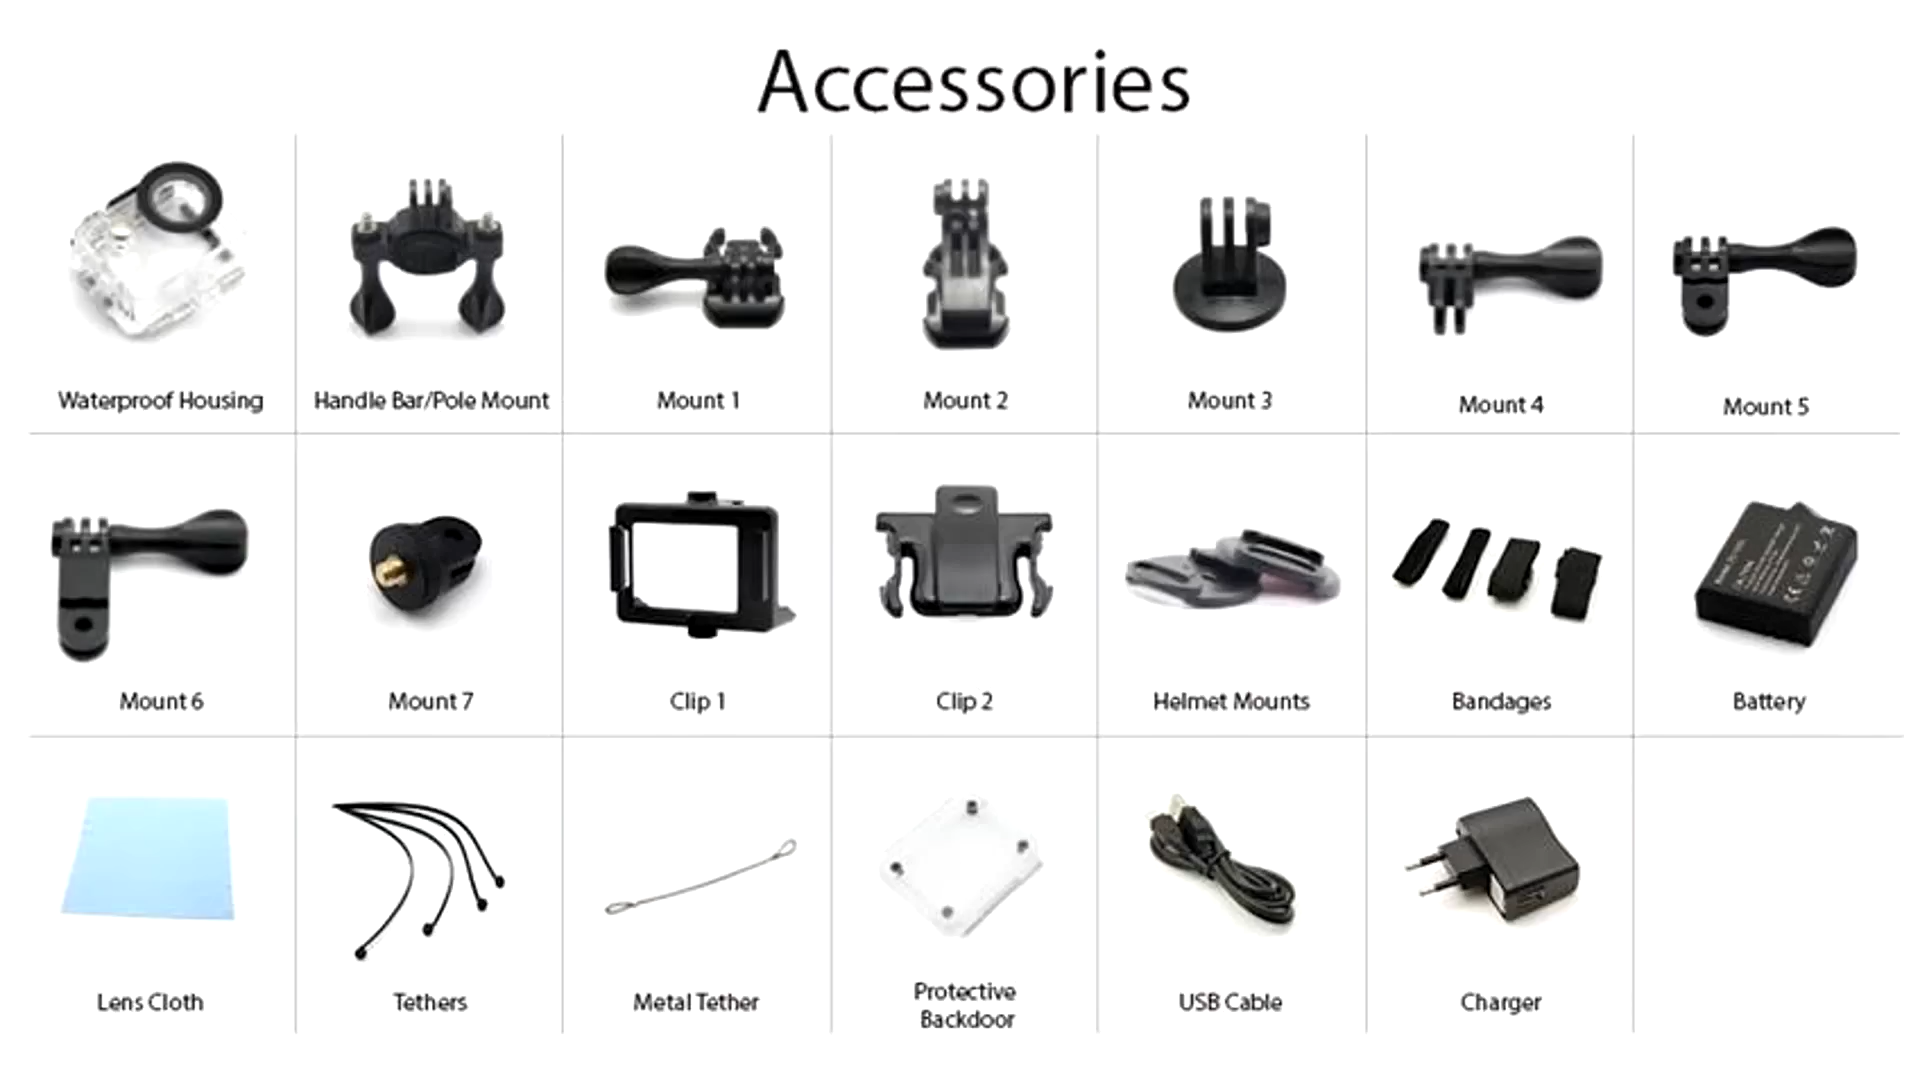 Accessories
Waterproof Housing
Handle Bar/Pole Mount
Mount 1
Mount 2
Mount 3
Mount 4
Mount 5
Mount 6
Mount 7
Clip 1
Clip 2
Helmet Mounts
Bandages
Battery
Lens Cloth
Tethers
Metal Tether
Protective
Backdoor
USB Cable
Charger